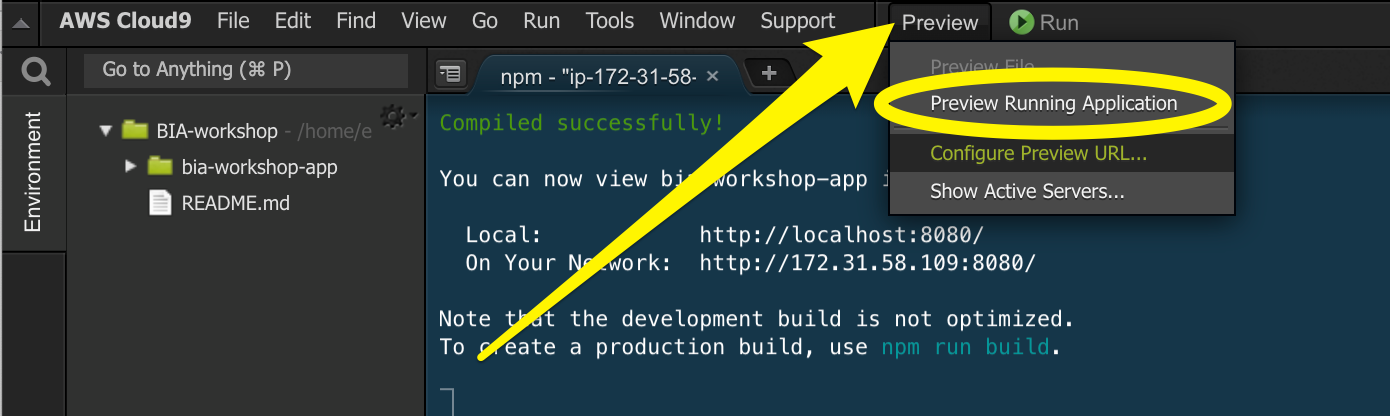 AWS Cloud9 File Edit Find View Go Run Tools Window Support Preview Run
Go to Anything (⌘ P)
npm - "ip-172-31-58-
Preview File
Preview Running Application
Configure Preview URL...
Show Active Servers...
Environment
BIA-workshop - /home/e
bia-workshop-app
README.md
Compiled successfully!
You can now view bia-workshop-app i
Local: http://localhost:8080/
On Your Network: http://172.31.58.109:8080/
Note that the development build is not optimized.
To create a production build, use npm run build.